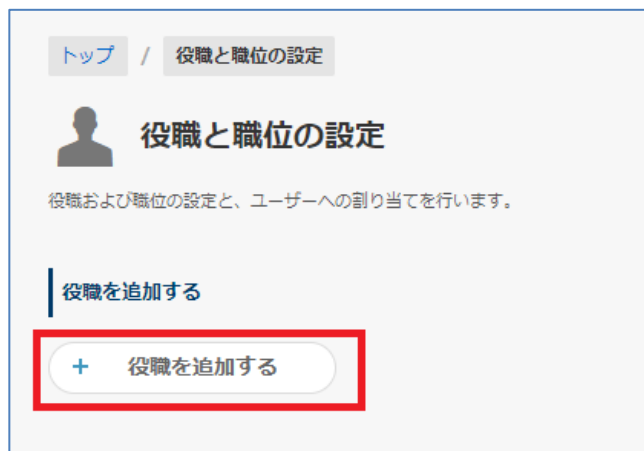 トップ / 役職と職位の設定
役職と職位の設定
役職および職位の設定と、ユーザーへの割り当てを行います。
役職を追加する
+ 役職を追加する